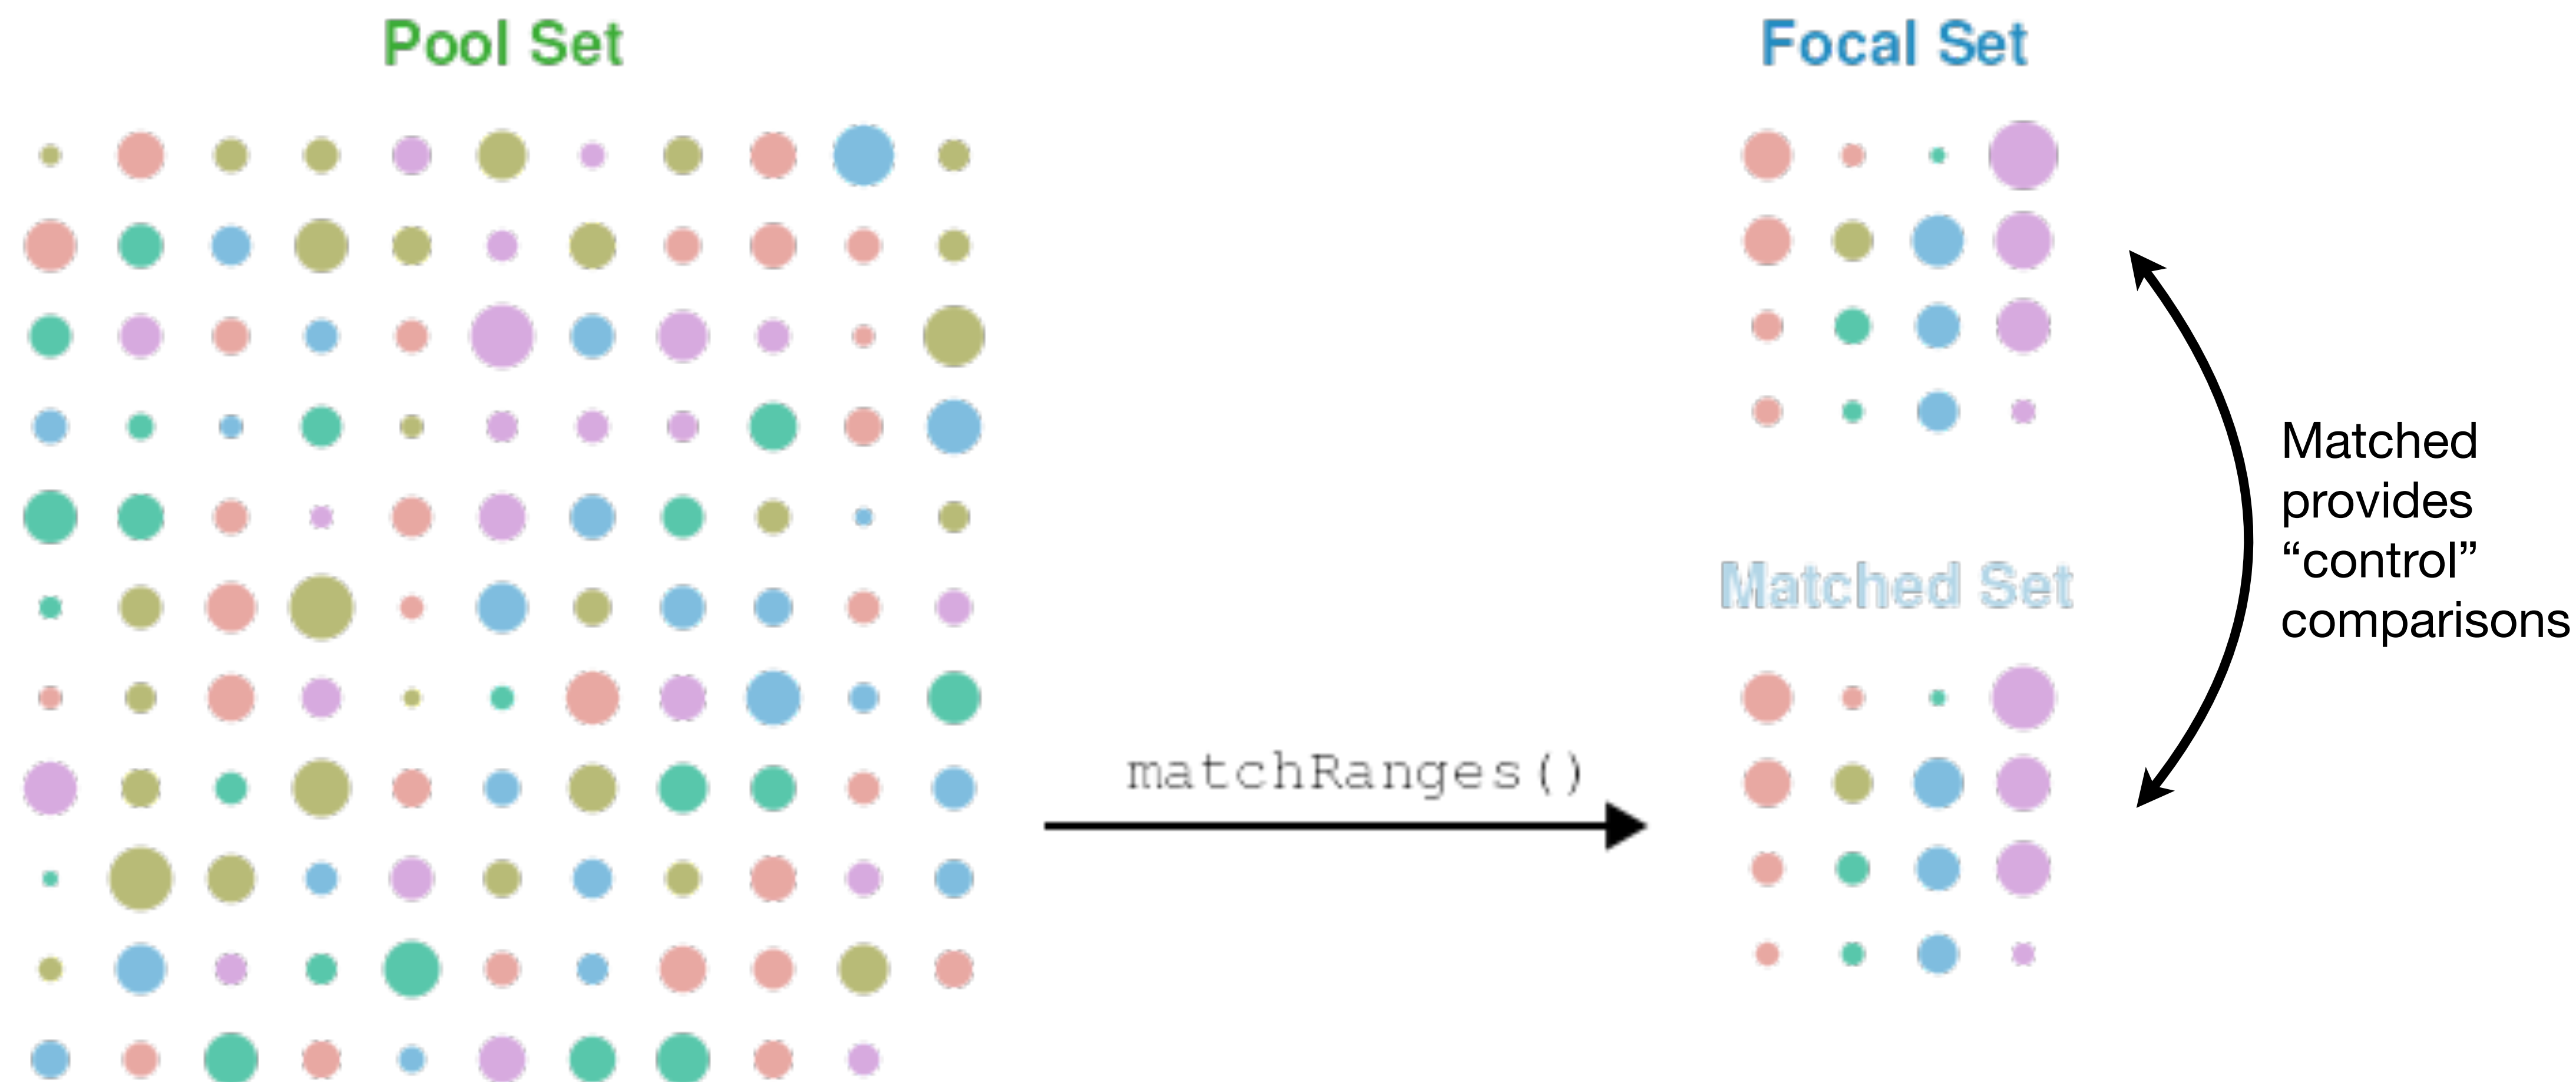 Pool Set
Focal Set
Matched
provides
“control”
comparisons
Matched Set
matchRanges()